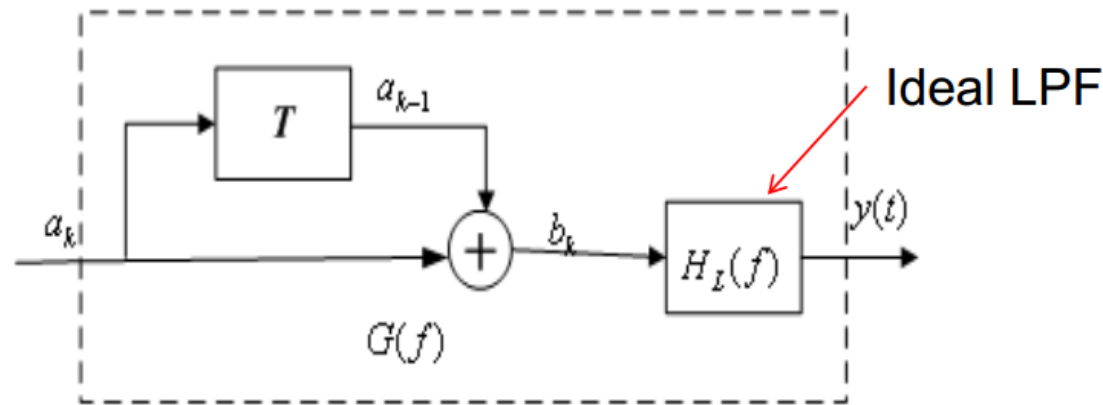 Ideal LPF
T
a_{k-1}
a_k
+
b_k
H_L(f)
y(t)
G(f)